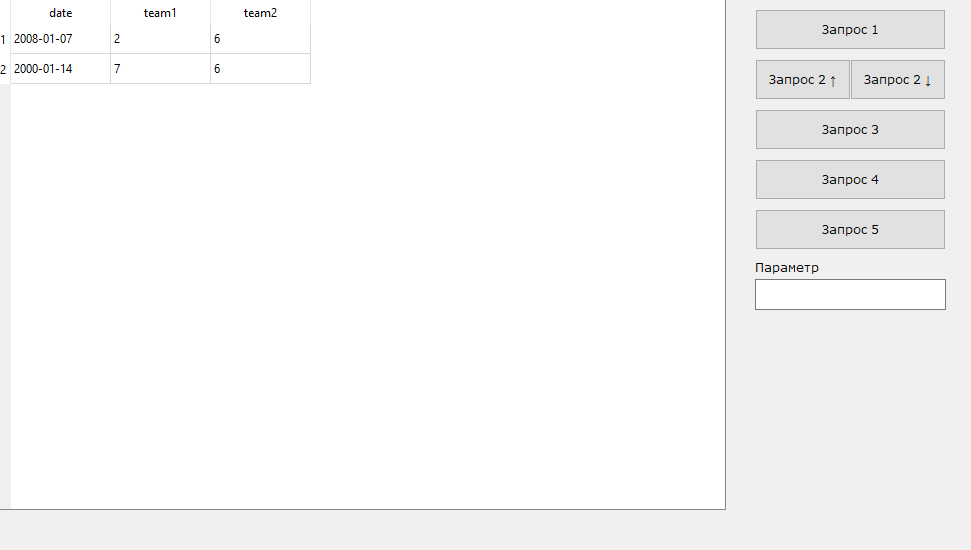 date team1 team2
1 2008-01-07 2 6
2 2000-01-14 7 6
Запрос 1
Запрос 2 ↑ Запрос 2 ↓
Запрос 3
Запрос 4
Запрос 5
Параметр